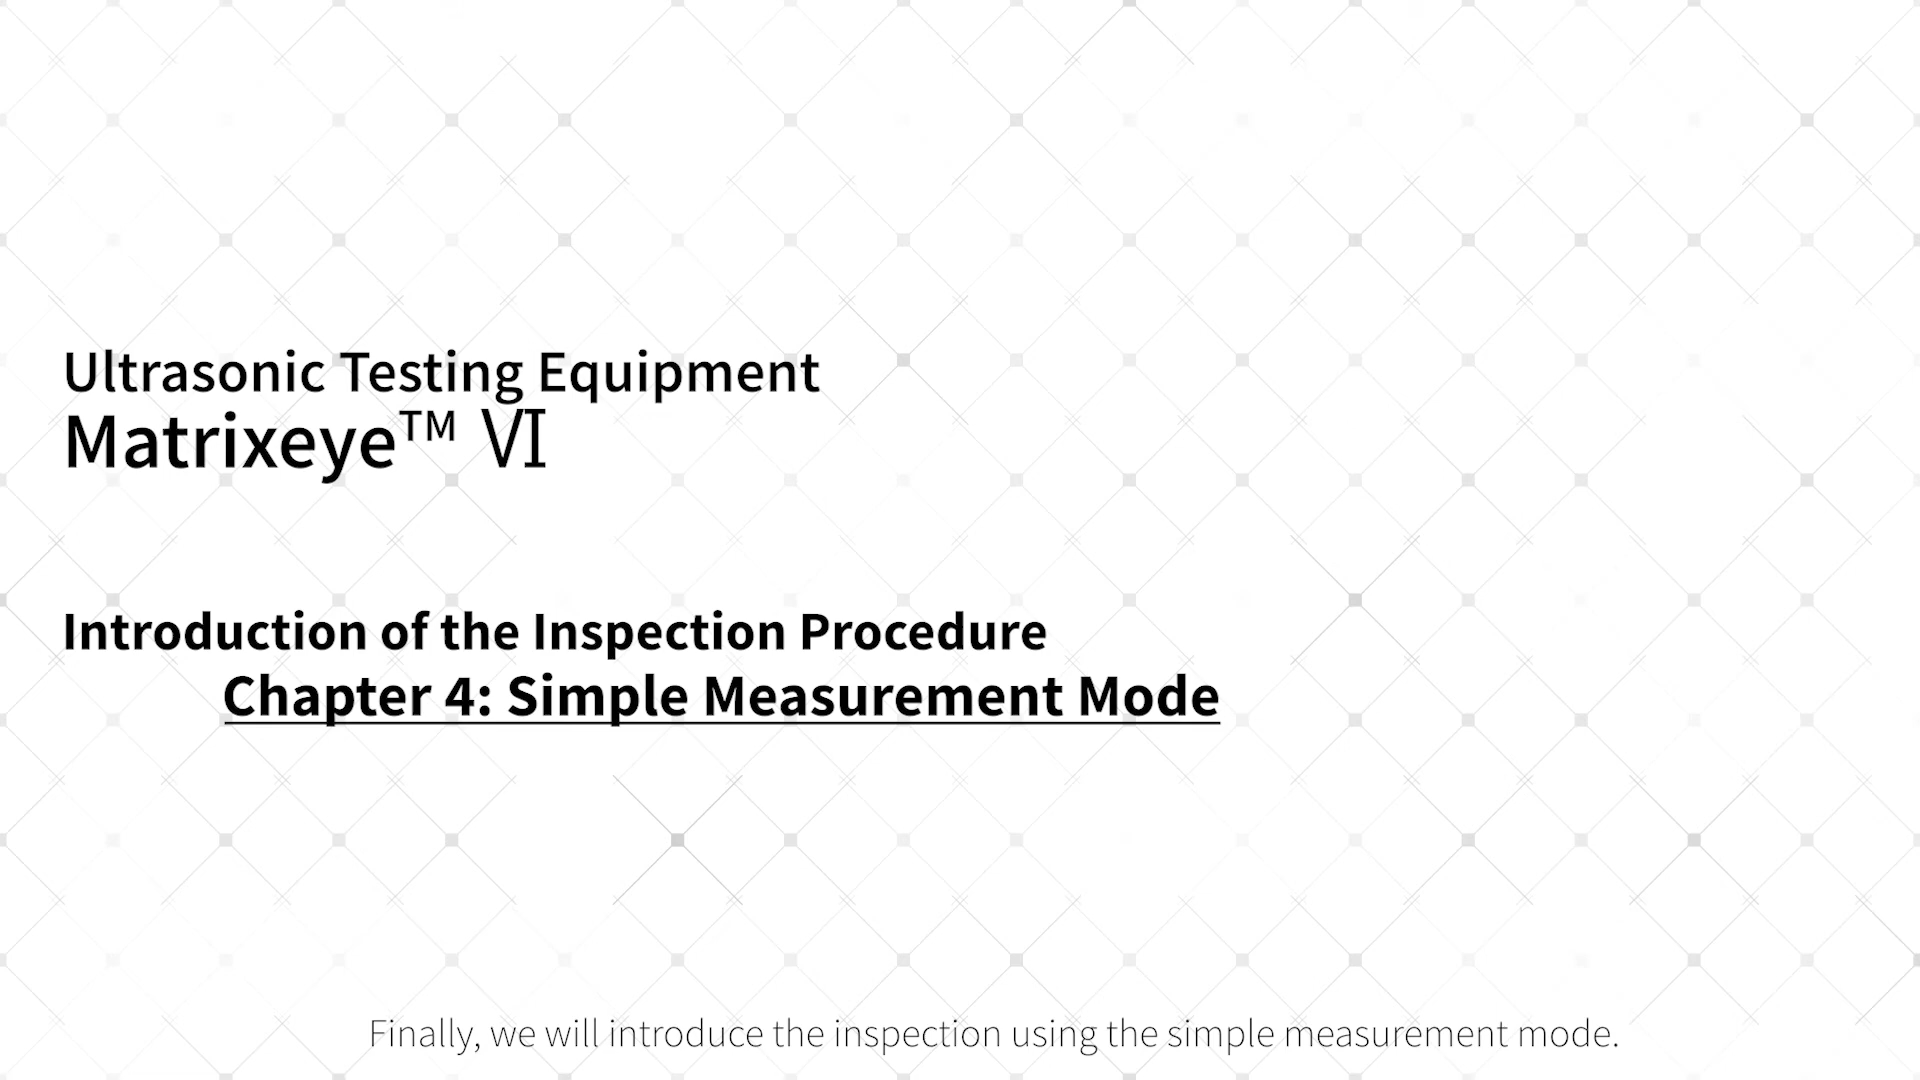 Ultrasonic Testing Equipment
Matrixeye™ Ⅵ
Introduction of the Inspection Procedure
Chapter 4: Simple Measurement Mode
Finally, we will introduce the inspection using the simple measurement mode.